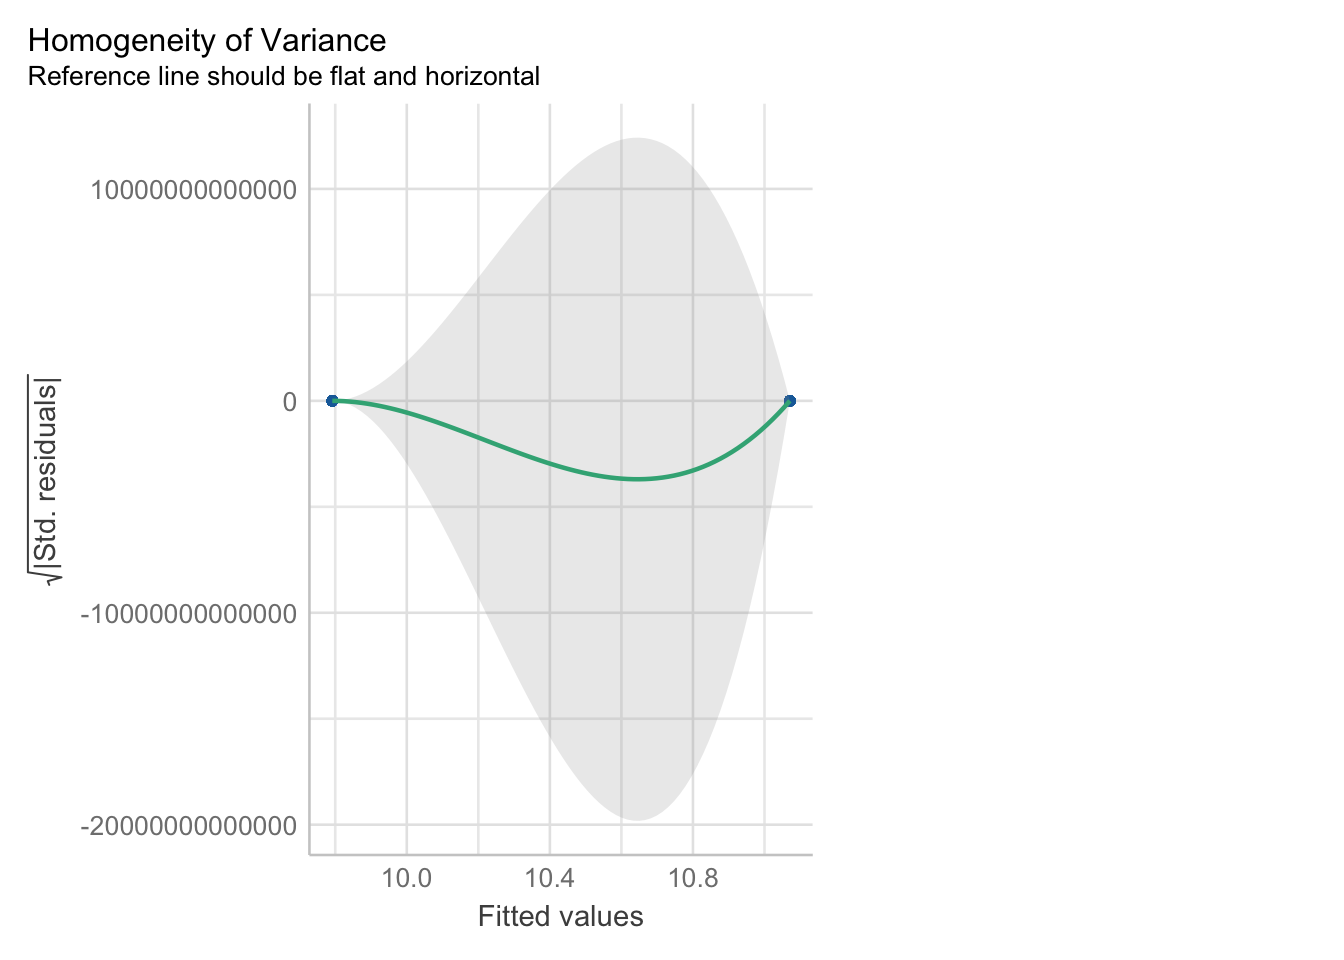 Homogeneity of Variance
Reference line should be flat and horizontal
10000000000000
0
-10000000000000
-20000000000000
√|Std. residuals|
10.0 10.4 10.8
Fitted values